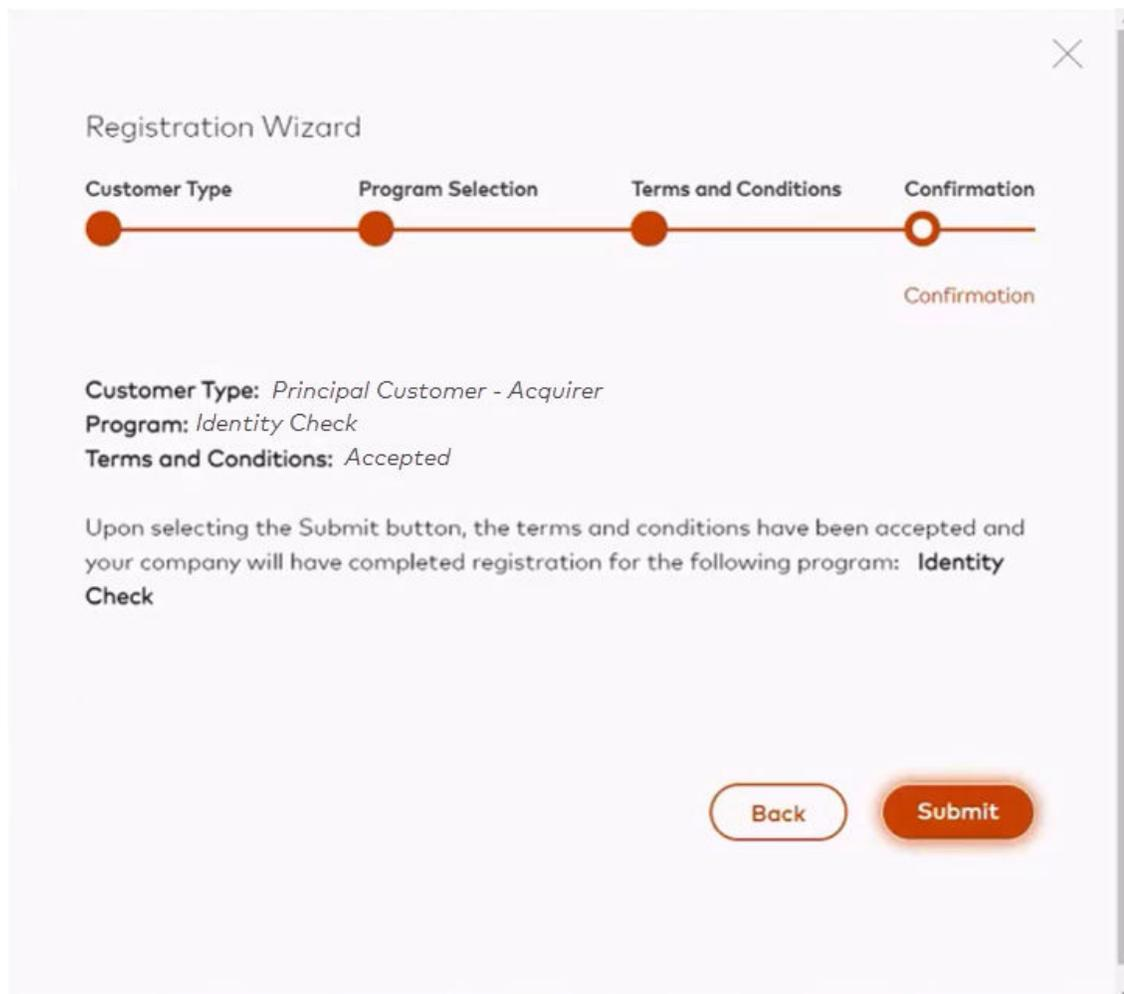 Registration Wizard
Customer Type Program Selection Terms and Conditions Confirmation
Confirmation
Customer Type: Principal Customer - Acquirer
Program: Identity Check
Terms and Conditions: Accepted
Upon selecting the Submit button, the terms and conditions have been accepted and
your company will have completed registration for the following program: Identity
Check
Back Submit